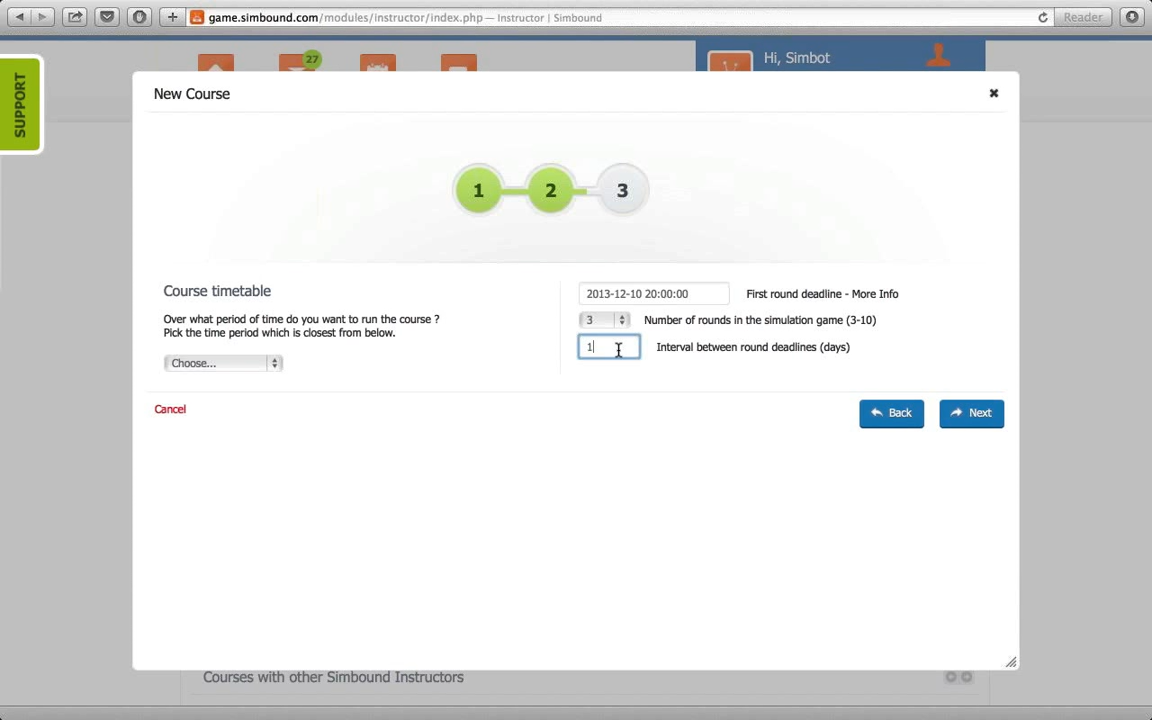 game.simbound.com/modules/instructor/index.php — Instructor | Simbound
Reader
27
Hi, Simbot
SUPPORT
New Course
1
2
3
Course timetable
Over what period of time do you want to run the course ?
Pick the time period which is closest from below.
Choose...
2013-12-10 20:00:00
First round deadline - More Info
3
Number of rounds in the simulation game (3-10)
1
Interval between round deadlines (days)
Cancel
Back
Next
Courses with other Simbound Instructors